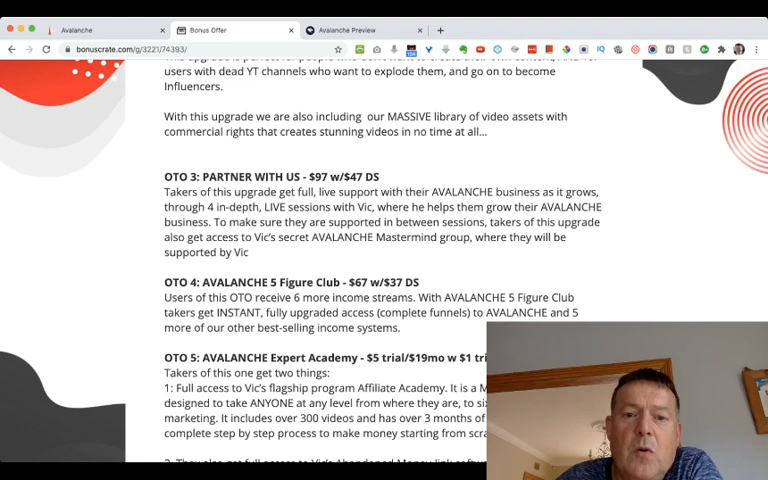 Avalanche
Bonus Offer
Avalanche Preview
bonuscrate.com/g/3221/74393/
users with dead YT channels who want to explode them, and go on to become
Influencers.
With this upgrade we are also including our MASSIVE library of video assets with
commercial rights that creates stunning videos in no time at all...
OTO 3: PARTNER WITH US - $97 w/$47 DS
Takers of this upgrade get full, live support with their AVALANCHE business as it grows,
through 4 in-depth, LIVE sessions with Vic, where he helps them grow their AVALANCHE
business. To make sure they are supported in between sessions, takers of this upgrade
also get access to Vic's secret AVALANCHE Mastermind group, where they will be
supported by Vic
OTO 4: AVALANCHE 5 Figure Club - $67 w/$37 DS
Users of this OTO receive 6 more income streams. With AVALANCHE 5 Figure Club
takers get INSTANT, fully upgraded access (complete funnels) to AVALANCHE and 5
more of our other best-selling income systems.
OTO 5: AVALANCHE Expert Academy - $5 trial/$19mo w $1 tri
Takers of this one get two things:
1: Full access to Vic's flagship program Affiliate Academy. It is a M
designed to take ANYONE at any level from where they are, to si
marketing. It includes over 300 videos and has over 3 months of
complete step by step process to make money starting from scra